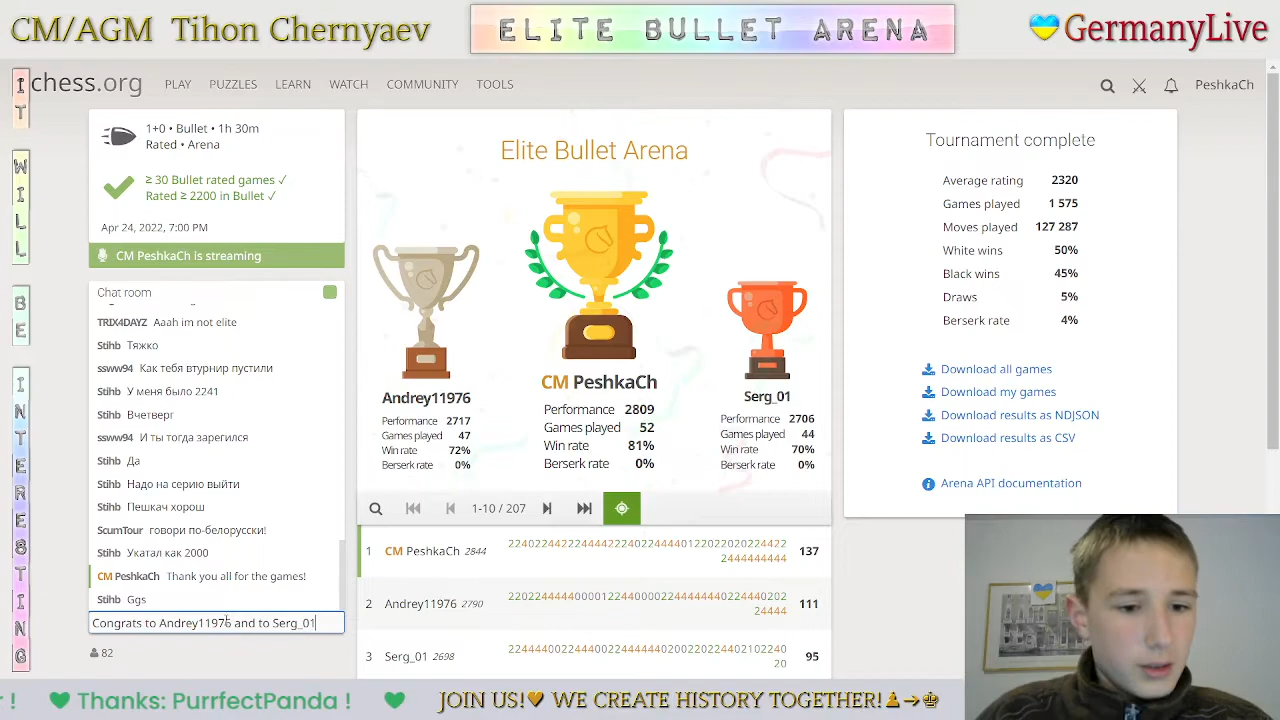 CM/AGM Tihon Chernyaev
ELITE BULLET ARENA
GermanyLive
IT WILL BE INTERESTING
chess.org
PLAY PUZZLES LEARN WATCH COMMUNITY TOOLS
PeshkaCh
1+0 • Bullet • 1h 30m
Rated • Arena
≥ 30 Bullet rated games ✓
Rated ≥ 2200 in Bullet ✓
Apr 24, 2022, 7:00 PM
CM PeshkaCh is streaming
Chat room
TRIX4DAYZ Aaah im not elite
Stihb Тяжко
ssww94 Как тебя втурнир пустили
Stihb У меня было 2241
Stihb Вчетверг
ssww94 И ты тогда зарегился
Stihb Да
Stihb Надо на серию выйти
Stihb Пешкач хорош
ScumTour говори по-белорусски!
Stihb Укатал как 2000
CM PeshkaCh Thank you all for the games!
Stihb Ggs
Congrats to Andrey11976 and to Serg_01
82
Elite Bullet Arena
Andrey11976
Performance 2717
Games played 47
Win rate 72%
Berserk rate 0%
CM PeshkaCh
Performance 2809
Games played 52
Win rate 81%
Berserk rate 0%
Serg_01
Performance 2706
Games played 44
Win rate 70%
Berserk rate 0%
1-10 / 207
1 CM PeshkaCh 2844 137
2 Andrey11976 2790 111
3 Serg_01 2698 95
Tournament complete
Average rating 2320
Games played 1 575
Moves played 127 287
White wins 50%
Black wins 45%
Draws 5%
Berserk rate 4%
Download all games
Download my games
Download results as NDJSON
Download results as CSV
Arena API documentation
! Thanks: PurrfectPanda !
JOIN US! WE CREATE HISTORY TOGETHER!♟→♚